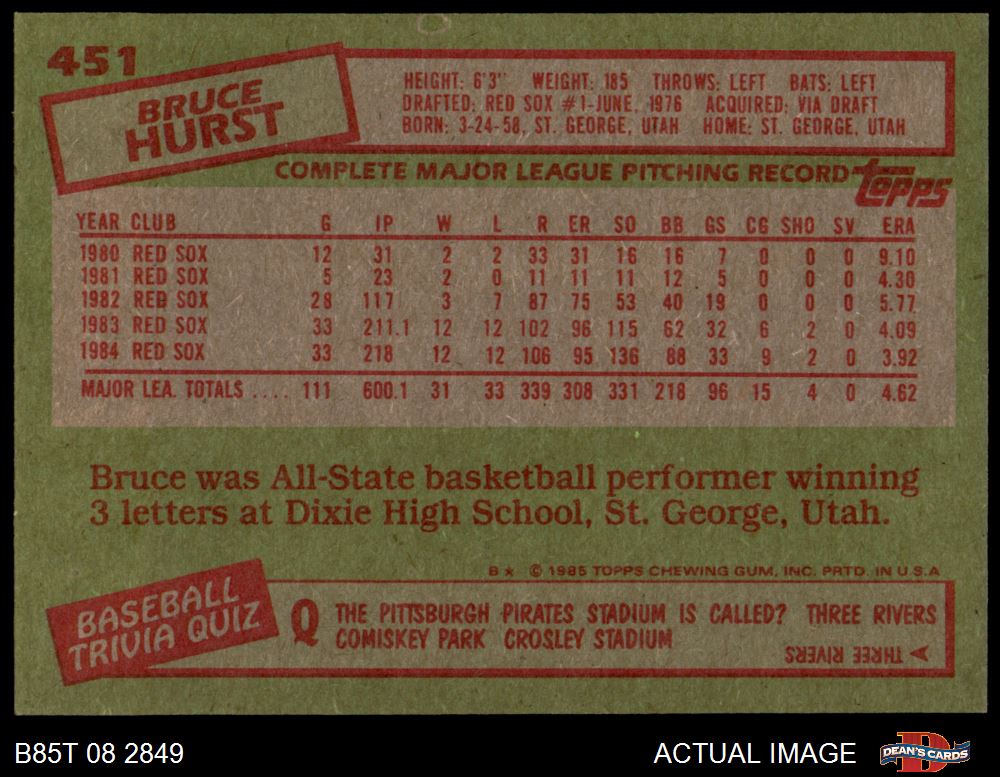 451
BRUCE
HURST
HEIGHT: 6'3" WEIGHT: 185 THROWS: LEFT BATS: LEFT
DRAFTED: RED SOX #1-JUNE, 1976 ACQUIRED: VIA DRAFT
BORN: 3-24-58, ST. GEORGE, UTAH HOME: ST. GEORGE, UTAH
COMPLETE MAJOR LEAGUE PITCHING RECORD topps
YEAR CLUB G IP W L R ER SO BB GS CG SHO SV ERA
1980 RED SOX 12 31 2 2 33 31 16 16 7 0 0 0 9.10
1981 RED SOX 5 23 2 0 11 11 11 12 5 0 0 0 4.30
1982 RED SOX 28 117 3 7 87 75 53 40 19 0 0 0 5.77
1983 RED SOX 33 211.1 12 12 102 96 115 62 32 6 2 0 4.09
1984 RED SOX 33 218 12 12 106 95 136 88 33 9 2 0 3.92
MAJOR LEA. TOTALS .... 111 600.1 31 33 339 308 331 218 96 15 4 0 4.62
Bruce was All-State basketball performer winning
3 letters at Dixie High School, St. George, Utah.
B* © 1985 TOPPS CHEWING GUM, INC. PRTD. IN U.S.A
BASEBALL
TRIVIA QUIZ
Q THE PITTSBURGH PIRATES STADIUM IS CALLED? THREE RIVERS
COMISKEY PARK CROSLEY STADIUM
A THREE RIVERS
B85T 08 2849 ACTUAL IMAGE D DEAN'S CARDS